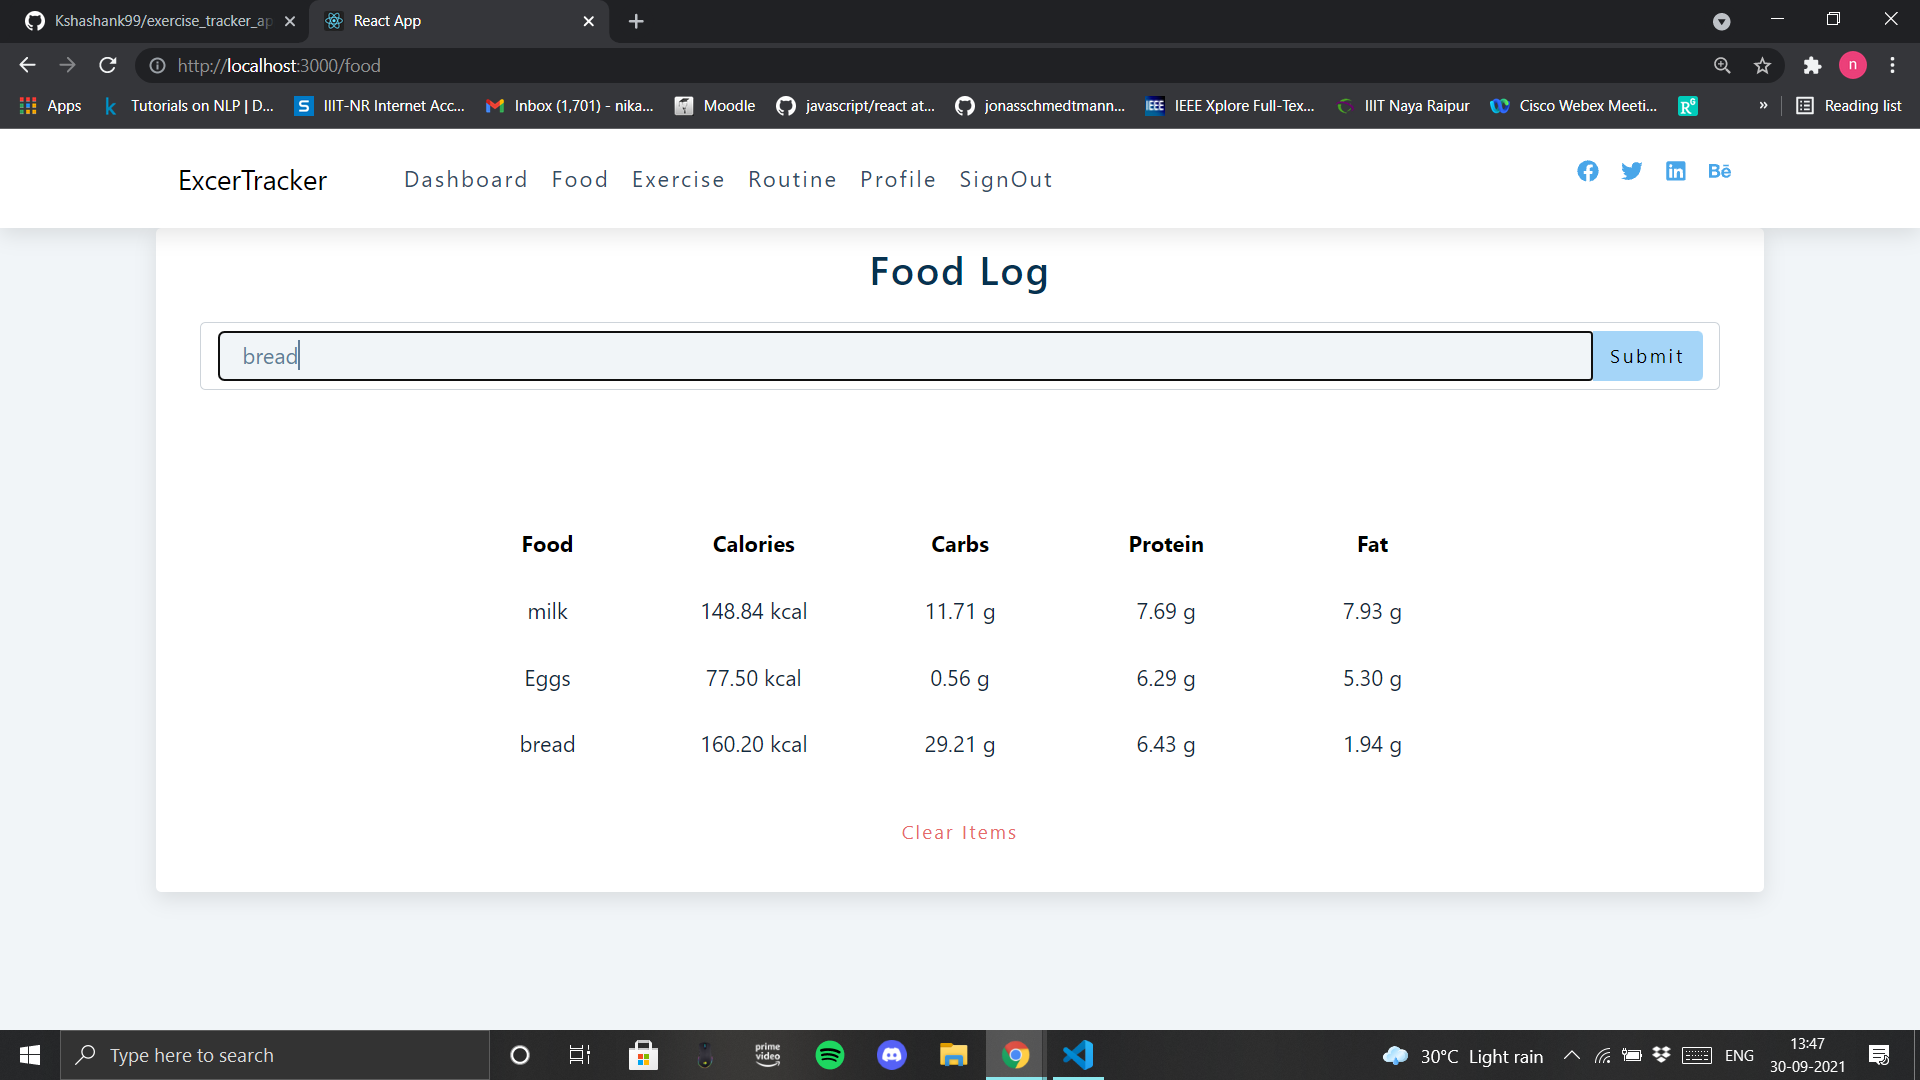 Kshashank99/exercise_tracker_ap
React App
http://localhost:3000/food
n
Apps
Tutorials on NLP | D...
IIIT-NR Internet Acc...
Inbox (1,701) - nika...
Moodle
javascript/react at...
jonasschmedtmann...
IEEE Xplore Full-Tex...
IIIT Naya Raipur
Cisco Webex Meeti...
»
Reading list
ExcerTracker
Dashboard Food Exercise Routine Profile SignOut
Food Log
bread
Submit
Food Calories Carbs Protein Fat
milk 148.84 kcal 11.71 g 7.69 g 7.93 g
Eggs 77.50 kcal 0.56 g 6.29 g 5.30 g
bread 160.20 kcal 29.21 g 6.43 g 1.94 g
Clear Items
Type here to search
prime video
30°C Light rain
ENG
13:47
30-09-2021